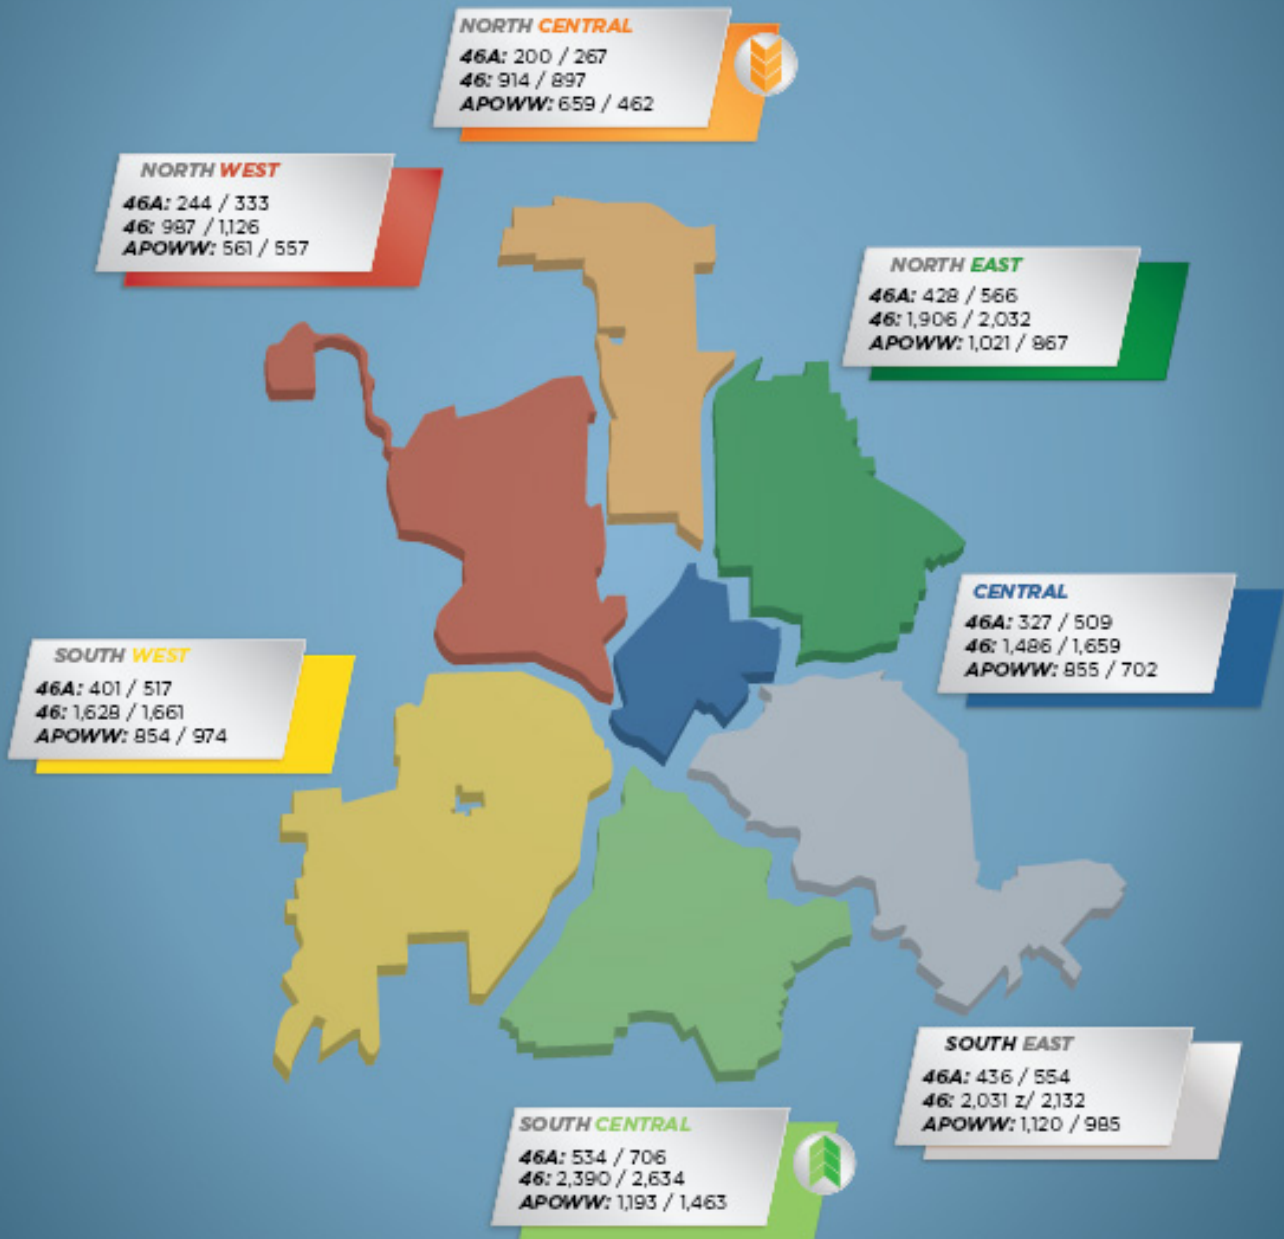 NORTH CENTRAL
46A: 200 / 267
46: 914 / 897
APOWW: 659 / 462
NORTH WEST
46A: 244 / 333
46: 987 / 1,126
APOWW: 561 / 557
NORTH EAST
46A: 428 / 566
46: 1,906 / 2,032
APOWW: 1,021 / 867
CENTRAL
46A: 327 / 509
46: 1,486 / 1,659
APOWW: 855 / 702
SOUTH WEST
46A: 401 / 517
46: 1,628 / 1,661
APOWW: 854 / 974
SOUTH EAST
46A: 436 / 554
46: 2,031 z/ 2,132
APOWW: 1,120 / 985
SOUTH CENTRAL
46A: 534 / 706
46: 2,390 / 2,634
APOWW: 1,193 / 1,463